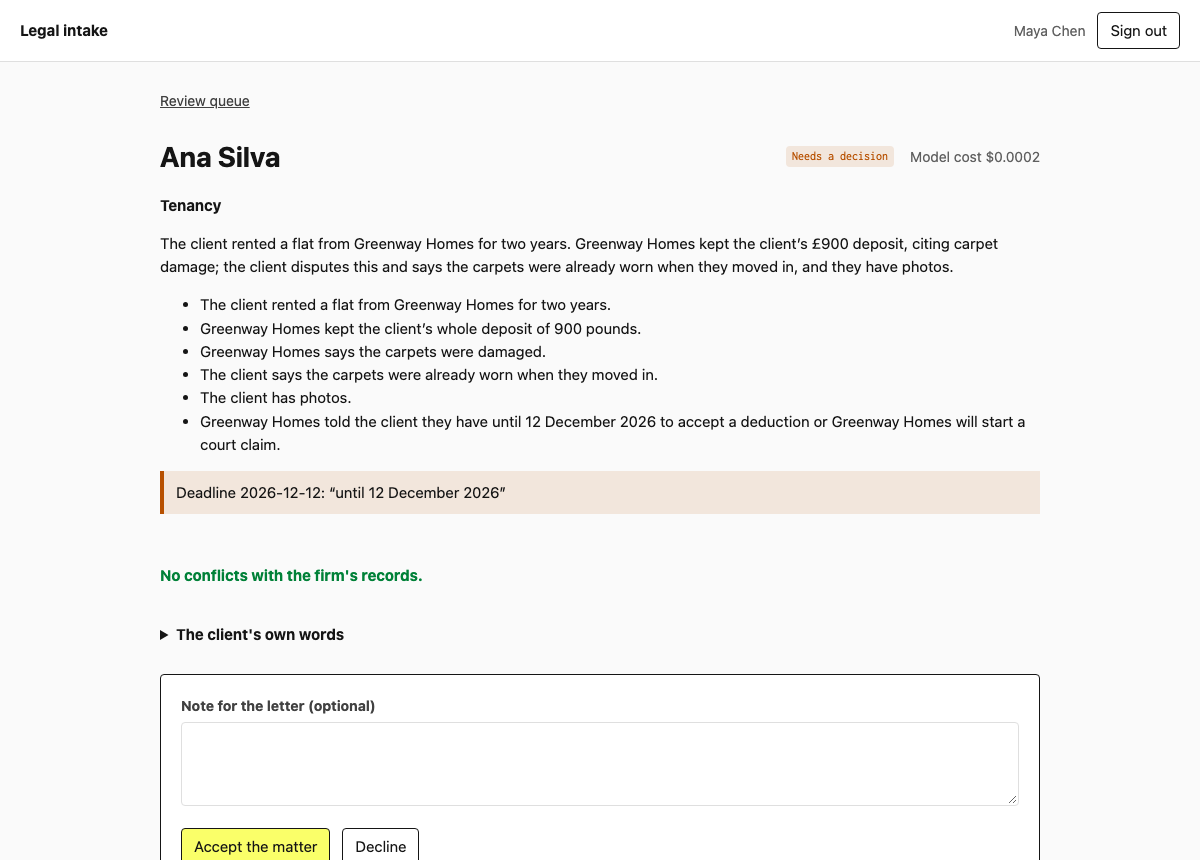 Legal intake
Maya Chen
Sign out
Review queue
Ana Silva
Needs a decision
Model cost $0.0002
Tenancy
The client rented a flat from Greenway Homes for two years. Greenway Homes kept the client’s £900 deposit, citing carpet
damage; the client disputes this and says the carpets were already worn when they moved in, and they have photos.
• The client rented a flat from Greenway Homes for two years.
• Greenway Homes kept the client’s whole deposit of 900 pounds.
• Greenway Homes says the carpets were damaged.
• The client says the carpets were already worn when they moved in.
• The client has photos.
• Greenway Homes told the client they have until 12 December 2026 to accept a deduction or Greenway Homes will start a
court claim.
Deadline 2026-12-12: “until 12 December 2026”
No conflicts with the firm's records.
The client's own words
Note for the letter (optional)
Accept the matter
Decline